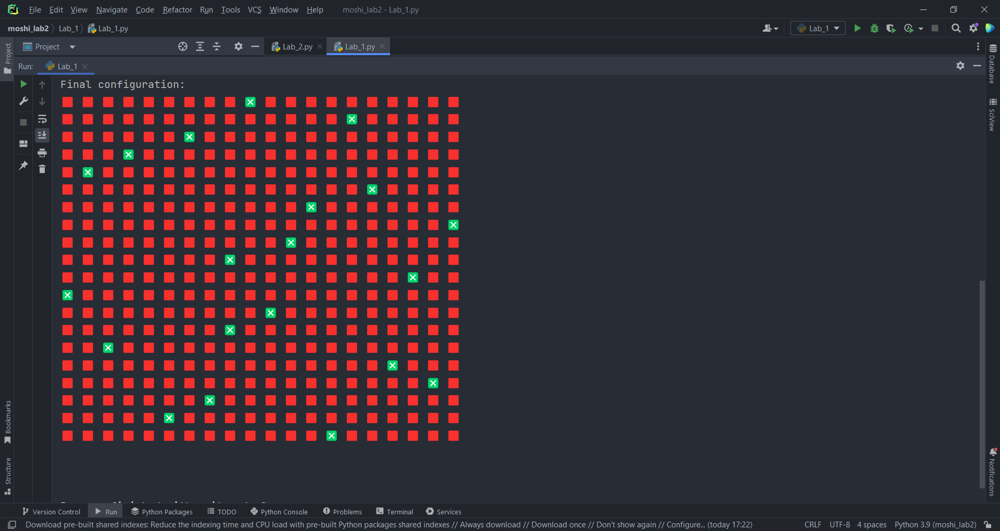 File Edit View Navigate Code Refactor Run Tools VCS Window Help moshi_lab2 - Lab_1.py
moshi_lab2 Lab_1 Lab_1.py
Lab_1
Project
Lab_2.py
Lab_1.py
Run: Lab_1
Final configuration:
Project
Bookmarks
Structure
Database
SciView
Notifications
Version Control Run Python Packages TODO Python Console Problems Terminal Services
Download pre-built shared indexes: Reduce the indexing time and CPU load with pre-built Python packages shared indexes // Always download // Download once // Don't show again // Configure... (today 17:22)
CRLF UTF-8 4 spaces Python 3.9 (moshi_lab2)